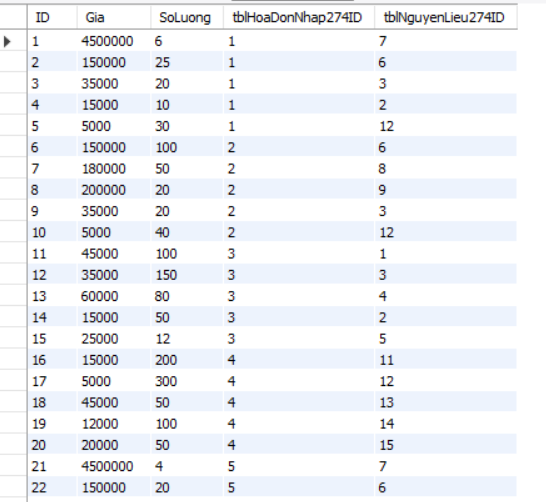 ID Gia SoLuong tblHoaDonNhap274ID tblNguyenLieu274ID
1 4500000 6 1 7
2 150000 25 1 6
3 35000 20 1 3
4 15000 10 1 2
5 5000 30 1 12
6 150000 100 2 6
7 180000 50 2 8
8 200000 20 2 9
9 35000 20 2 3
10 5000 40 2 12
11 45000 100 3 1
12 35000 150 3 3
13 60000 80 3 4
14 15000 50 3 2
15 25000 12 3 5
16 15000 200 4 11
17 5000 300 4 12
18 45000 50 4 13
19 12000 100 4 14
20 20000 50 4 15
21 4500000 4 5 7
22 150000 20 5 6